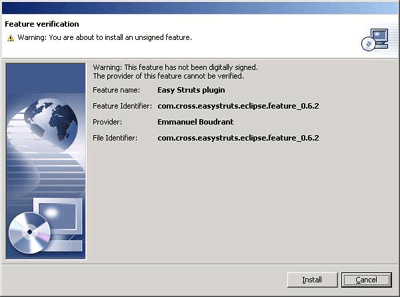 Feature verification
Warning: You are about to install an unsigned feature.
Warning: This feature has not been digitally signed.
The provider of this feature cannot be verified.
Feature name: Easy Struts plugin
Feature Identifier: com.cross.easystruts.eclipse.feature_0.6.2
Provider: Emmanuel Boudrant
File Identifier: com.cross.easystruts.eclipse.feature_0.6.2
Install Cancel